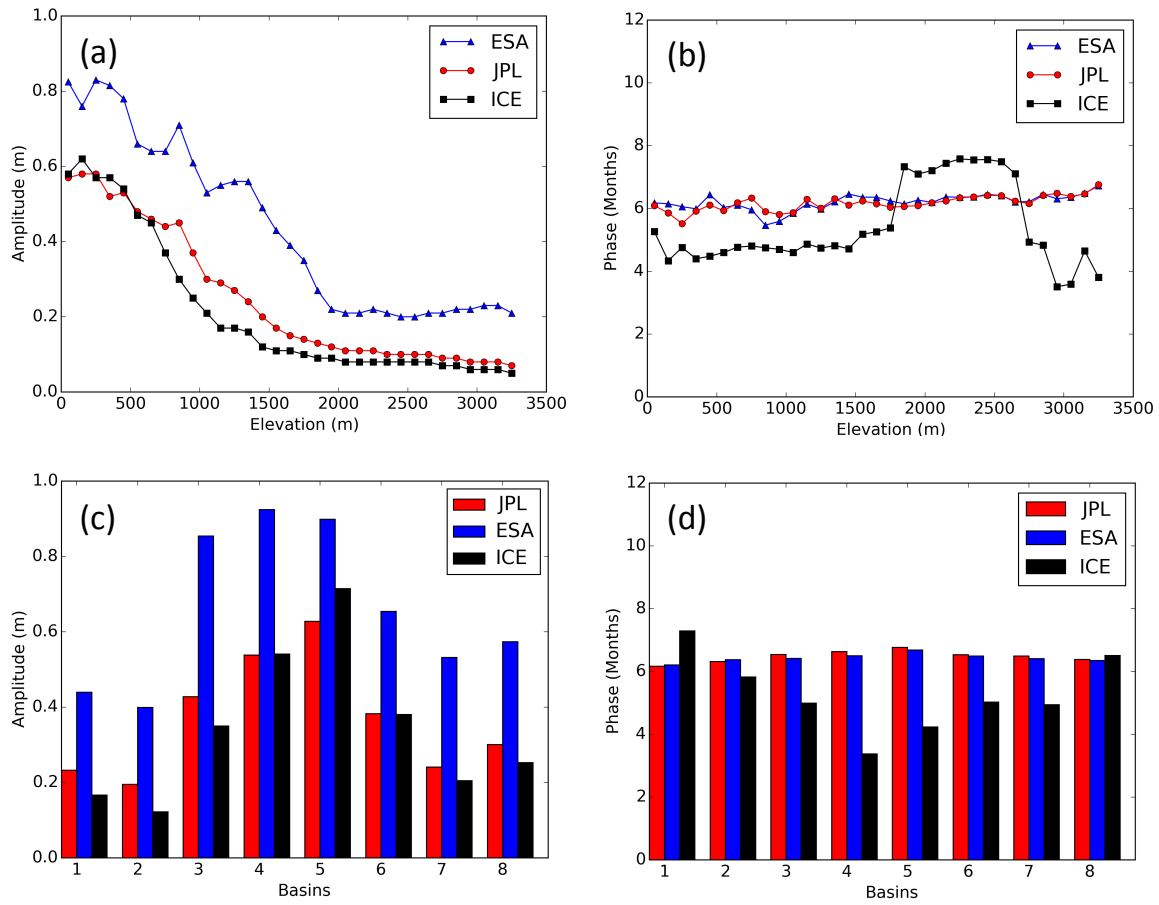 (a)
ESA
JPL
ICE
Amplitude (m)
1.0
0.8
0.6
0.4
0.2
0.0
0 500 1000 1500 2000 2500 3000 3500
Elevation (m)
(b)
ESA
JPL
ICE
Phase (Months)
12
10
8
6
4
2
0
0 500 1000 1500 2000 2500 3000 3500
Elevation (m)
(c)
JPL
ESA
ICE
Amplitude (m)
1.0
0.8
0.6
0.4
0.2
0.0
1 2 3 4 5 6 7 8
Basins
(d)
JPL
ESA
ICE
Phase (Months)
12
10
8
6
4
2
0
1 2 3 4 5 6 7 8
Basins